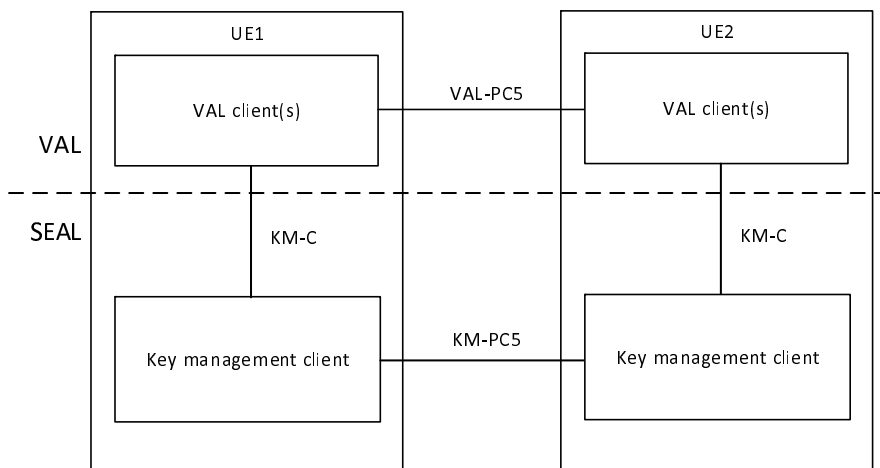 UE1
UE2
VAL client(s)
VAL-PC5
VAL client(s)
VAL
SEAL
KM-C
KM-C
Key management client
KM-PC5
Key management client